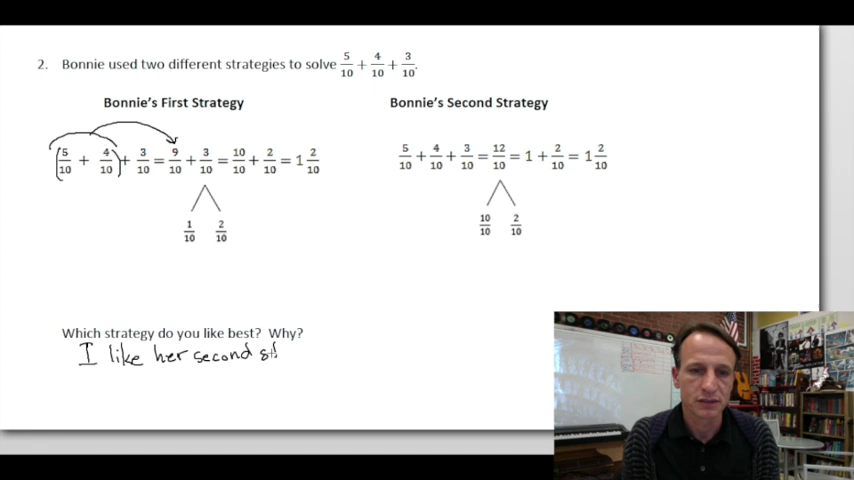 2. Bonnie used two different strategies to solve 5/10 + 4/10 + 3/10.
Bonnie's First Strategy
(5/10 + 4/10) + 3/10 = 9/10 + 3/10 = 10/10 + 2/10 = 1 2/10
1/10 2/10
Bonnie's Second Strategy
5/10 + 4/10 + 3/10 = 12/10 = 1 + 2/10 = 1 2/10
10/10 2/10
Which strategy do you like best? Why?
I like her second st